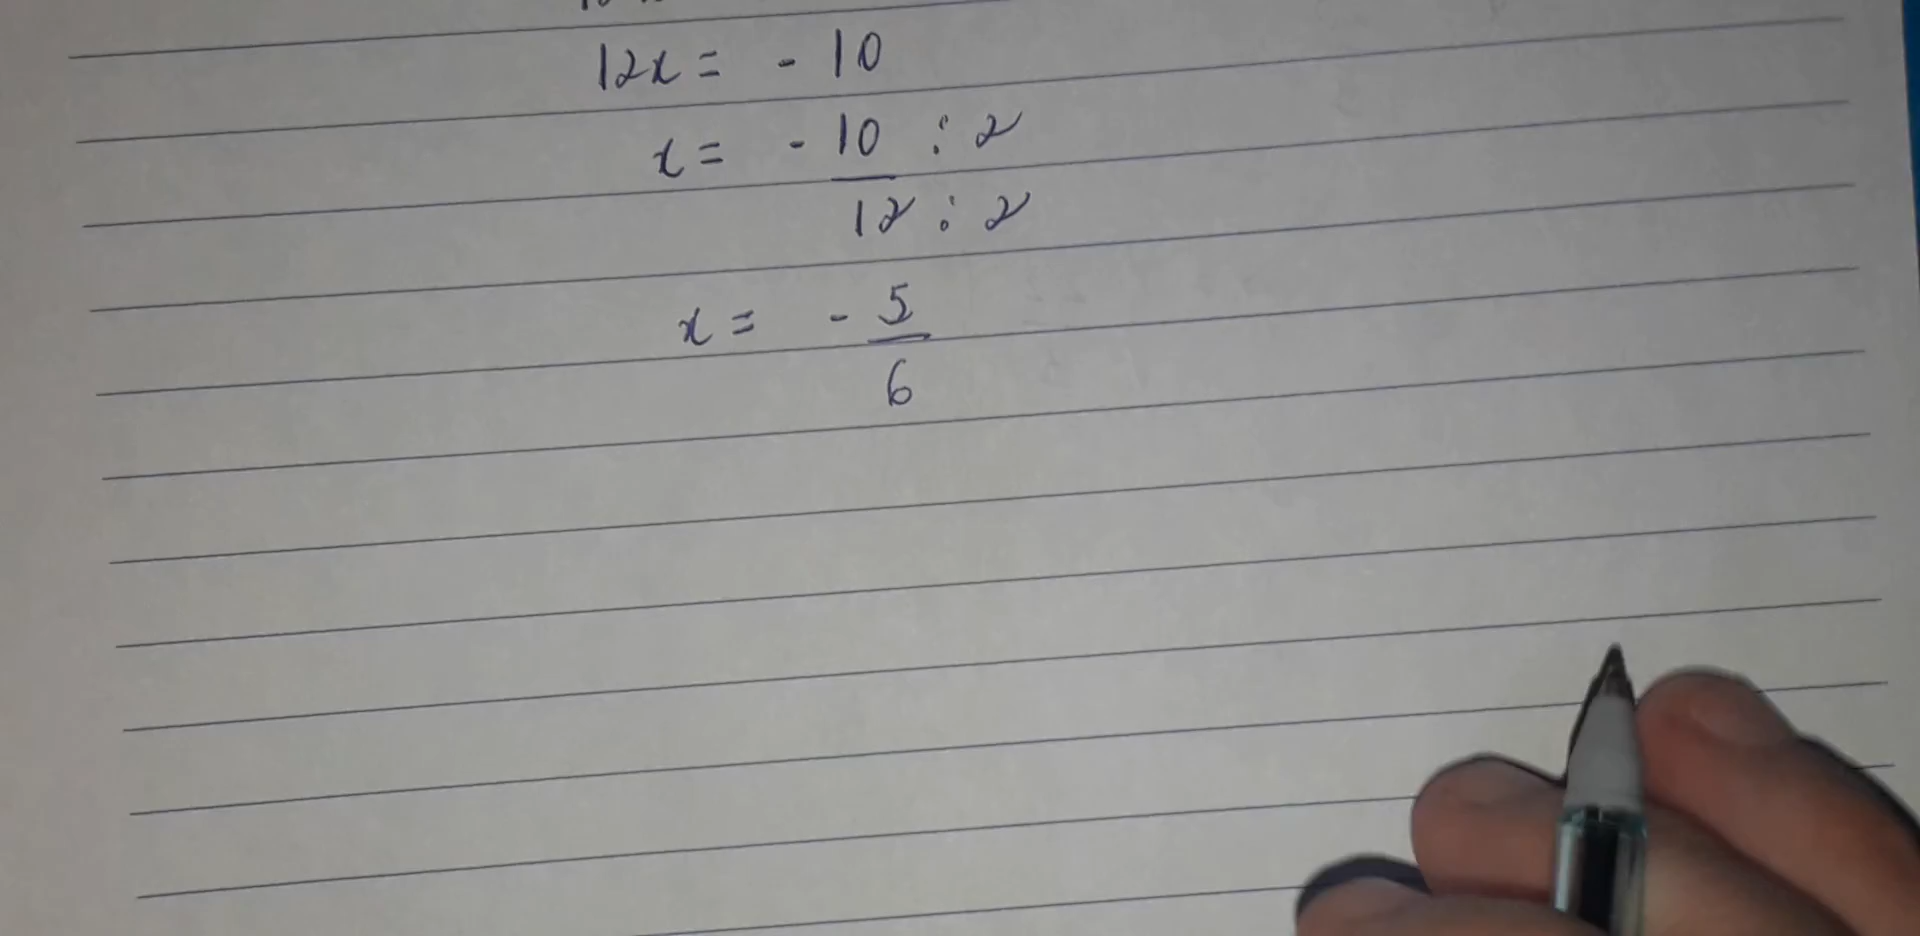 12x = - 10
x = - 10 : 2
12 : 2
x = - 5
6